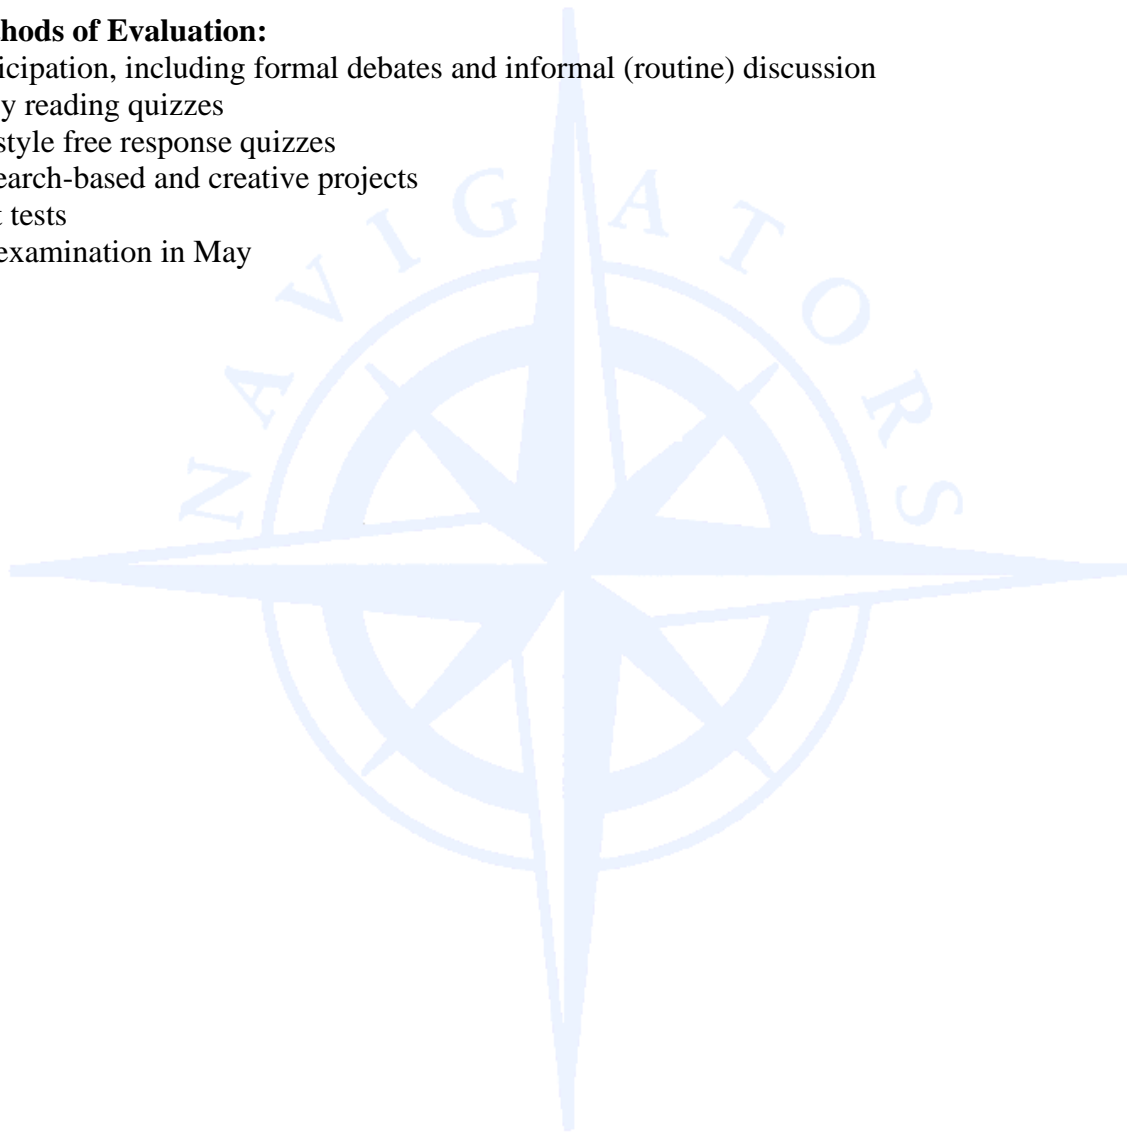 hods of Evaluation:
icipation, including formal debates and informal (routine) discussion
y reading quizzes
style free response quizzes
earch-based and creative projects
t tests
examination in May
NAVIGATORS